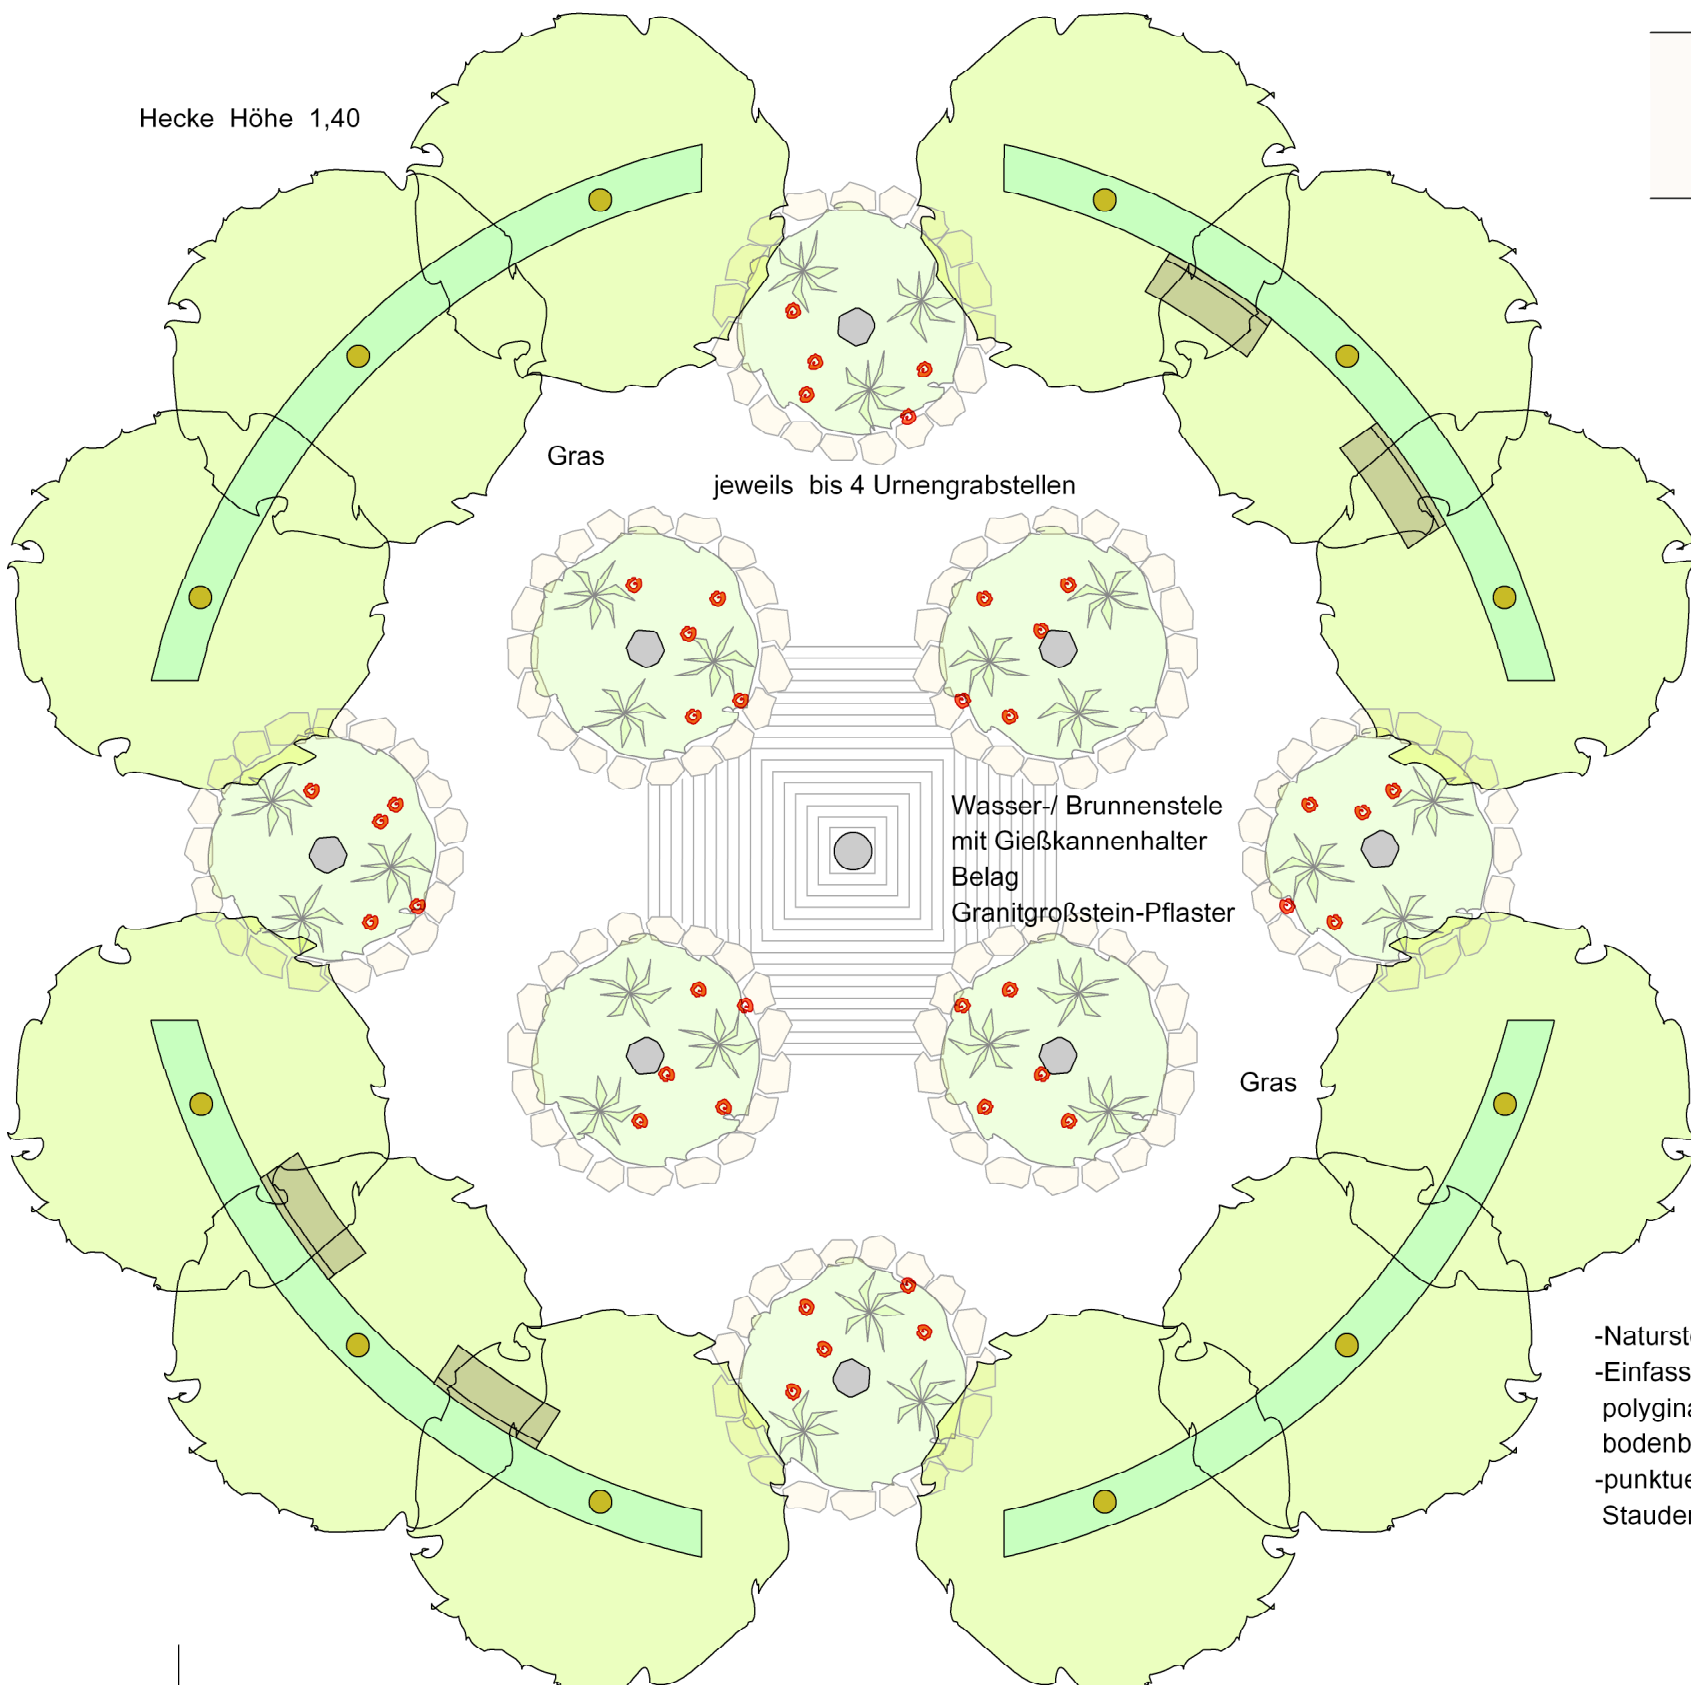 Hecke Höhe 1,40
Gras
jeweils bis 4 Urnengrabstellen
Wasser-/ Brunnenstele
mit Gießkannenhalter
Belag
Granitgroßstein-Pflaster
Gras